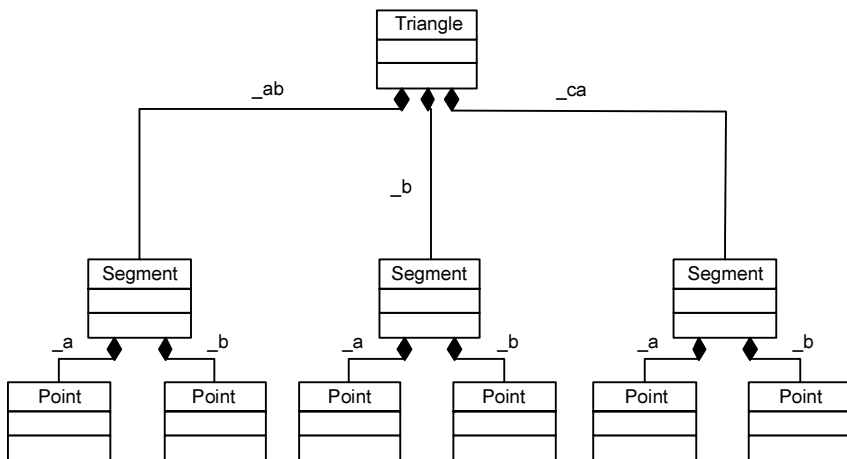 Triangle
_ab
_ca
_b
Segment
Segment
Segment
_a
_b
_a
_b
_a
_b
Point
Point
Point
Point
Point
Point